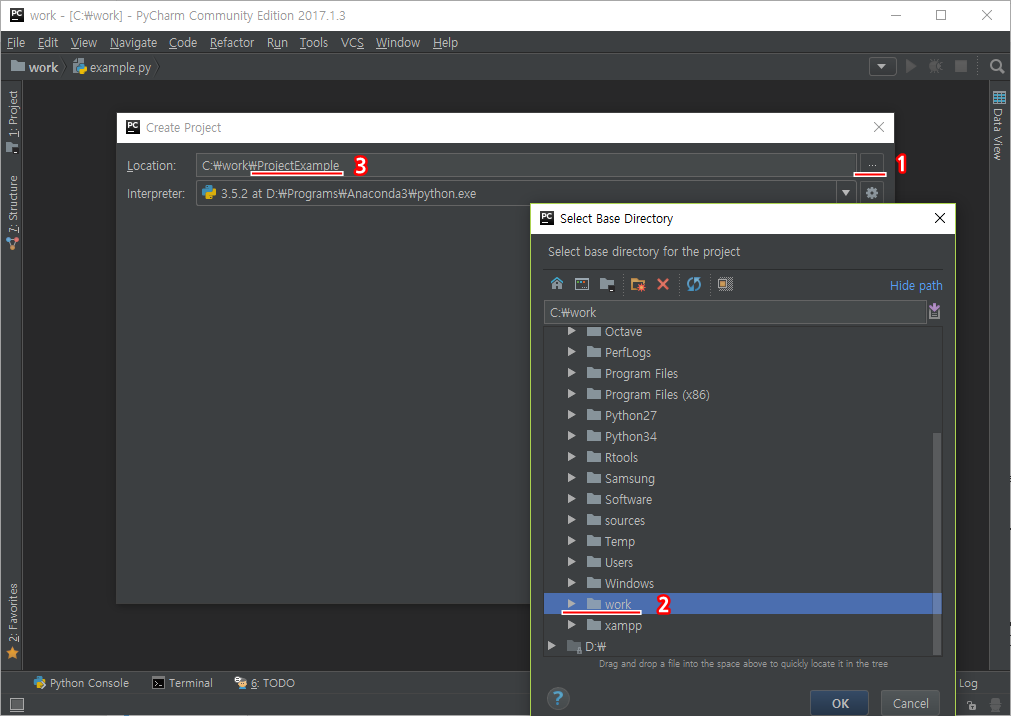 PC work - [C:₩work] - PyCharm Community Edition 2017.1.3
File Edit View Navigate Code Refactor Run Tools VCS Window Help
work example.py
1: Project
7: Structure
2: Favorites
Data View
PC Create Project
Location: C:₩work₩ProjectExample 3 ... 1
Interpreter: 3.5.2 at D:₩Programs₩Anaconda3₩python.exe
PC Select Base Directory
Select base directory for the project
Hide path
C:₩work
Octave
PerfLogs
Program Files
Program Files (x86)
Python27
Python34
Rtools
Samsung
Software
sources
Temp
Users
Windows
work 2
xampp
D:₩
Drag and drop a file into the space above to quickly locate it in the tree
? OK Cancel
Python Console Terminal 6: TODO Log